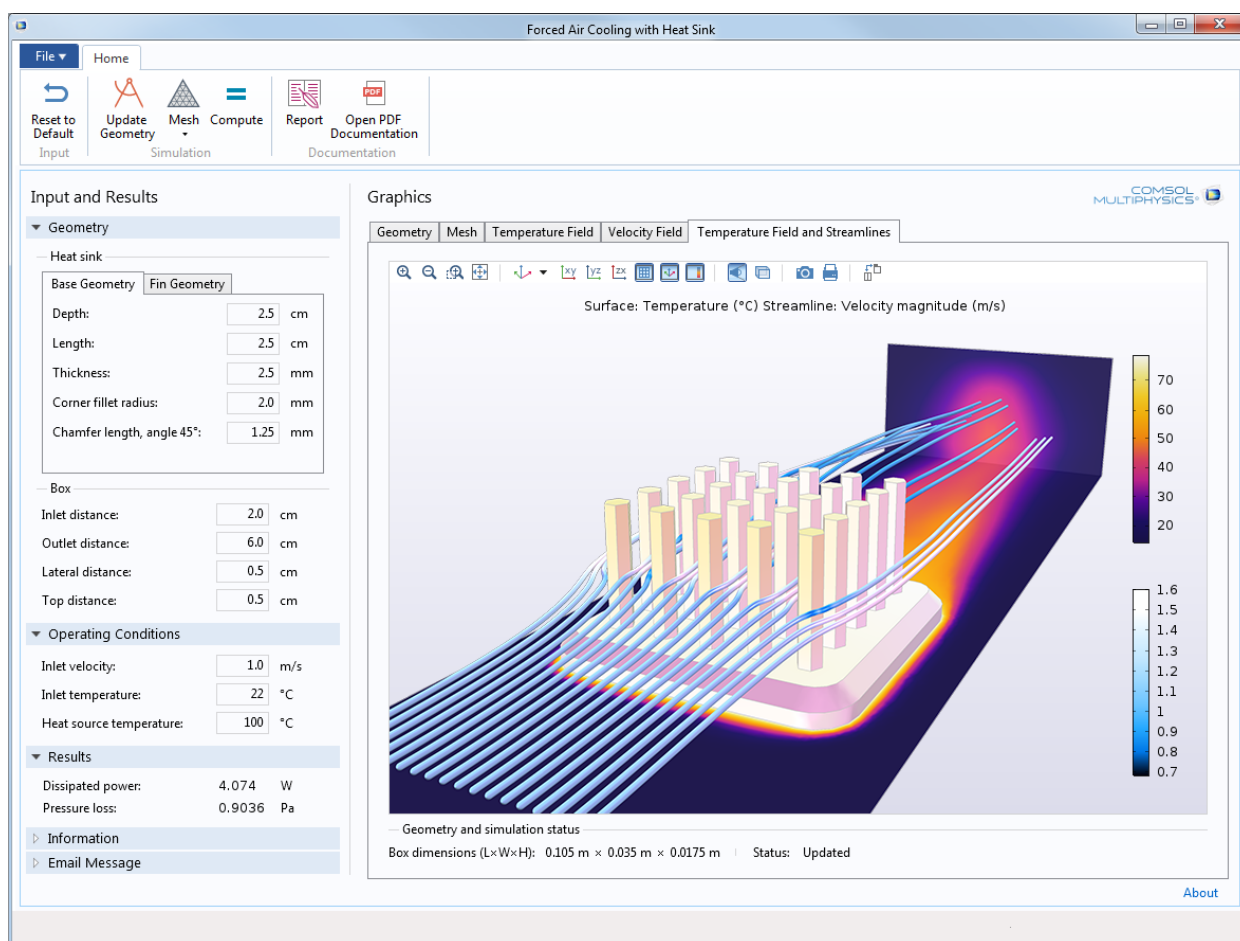 Forced Air Cooling with Heat Sink
File Home
Reset to Default
Update Geometry
Mesh
Compute
Report
Open PDF Documentation
PDF
Input
Simulation
Documentation
Input and Results
Geometry
Heat sink
Base Geometry Fin Geometry
Depth: 2.5 cm
Length: 2.5 cm
Thickness: 2.5 mm
Corner fillet radius: 2.0 mm
Chamfer length, angle 45°: 1.25 mm
Box
Inlet distance: 2.0 cm
Outlet distance: 6.0 cm
Lateral distance: 0.5 cm
Top distance: 0.5 cm
Operating Conditions
Inlet velocity: 1.0 m/s
Inlet temperature: 22 °C
Heat source temperature: 100 °C
Results
Dissipated power: 4.074 W
Pressure loss: 0.9036 Pa
Information
Email Message
Graphics
COMSOL
MULTIPHYSICS®
Geometry Mesh Temperature Field Velocity Field Temperature Field and Streamlines
xy yz zx
Surface: Temperature (°C) Streamline: Velocity magnitude (m/s)
70
60
50
40
30
20
1.6
1.5
1.4
1.3
1.2
1.1
1
0.9
0.8
0.7
Geometry and simulation status
Box dimensions (L×W×H): 0.105 m × 0.035 m × 0.0175 m Status: Updated
About